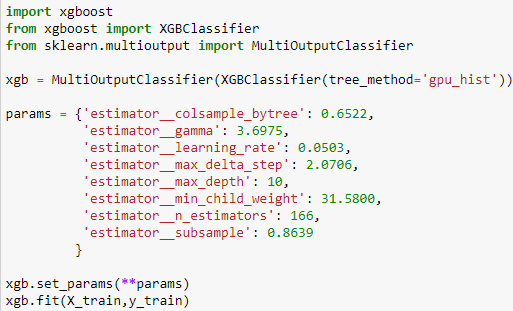 import xgboost
from xgboost import XGBClassifier
from sklearn.multioutput import MultiOutputClassifier
xgb = MultiOutputClassifier(XGBClassifier(tree_method='gpu_hist'))
params = {'estimator__colsample_bytree': 0.6522,
'estimator__gamma': 3.6975,
'estimator__learning_rate': 0.0503,
'estimator__max_delta_step': 2.0706,
'estimator__max_depth': 10,
'estimator__min_child_weight': 31.5800,
'estimator__n_estimators': 166,
'estimator__subsample': 0.8639
}
xgb.set_params(**params)
xgb.fit(X_train,y_train)